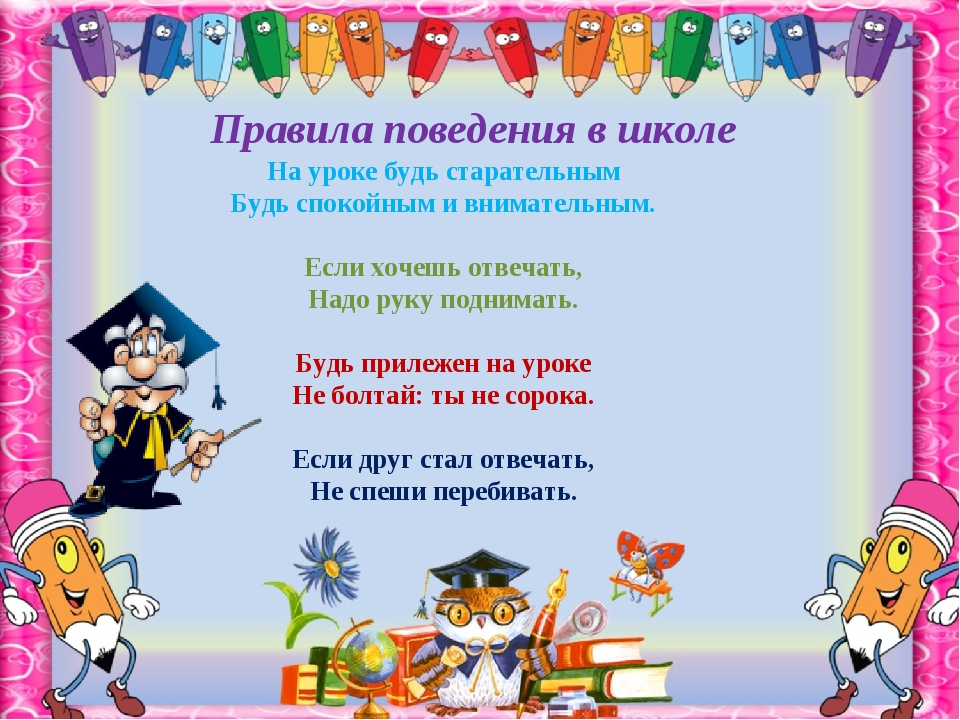 Правила поведения в школе
На уроке будь старательным
Будь спокойным и внимательным.
Если хочешь отвечать,
Надо руку поднимать.
Будь прилежен на уроке
Не болтай: ты не сорока.
Если друг стал отвечать,
Не спеши перебивать.